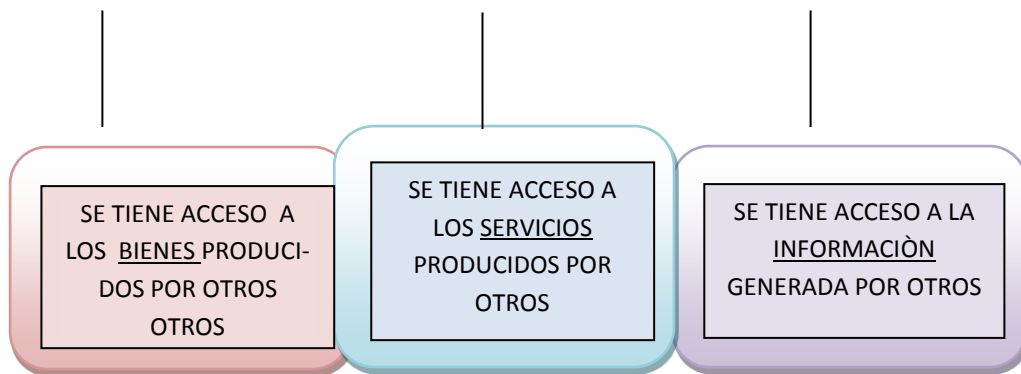 SE TIENE ACCESO A
LOS BIENES PRODUCI-
DOS POR OTROS
OTROS
SE TIENE ACCESO A
LOS SERVICIOS
PRODUCIDOS POR
OTROS
SE TIENE ACCESO A LA
INFORMACIÒN
GENERADA POR OTROS